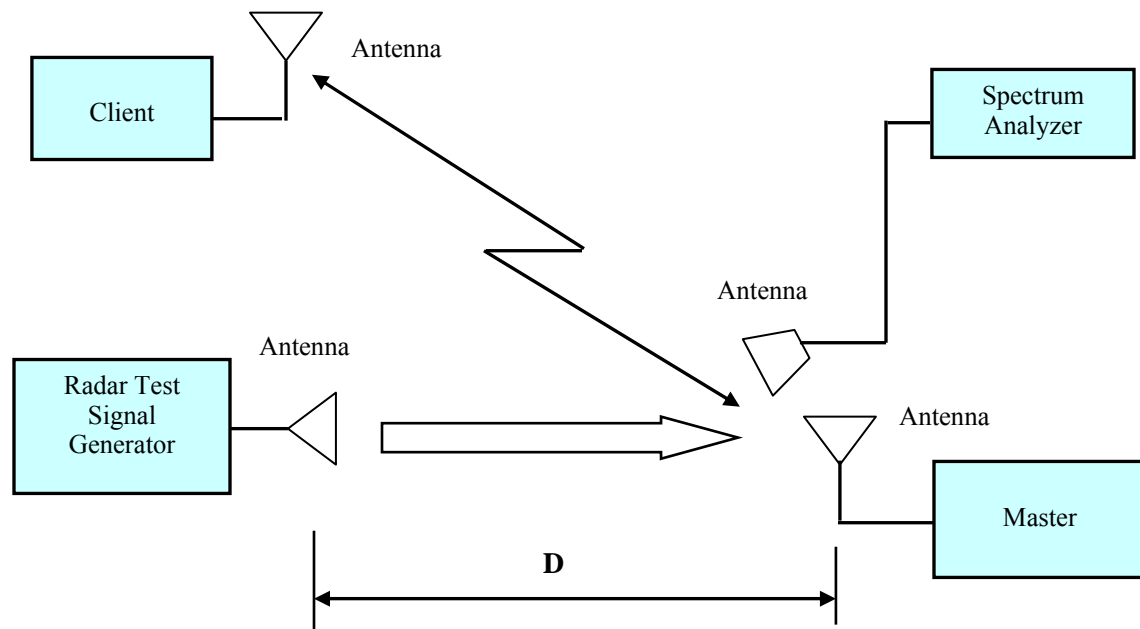 Antenna
Client
Spectrum
Analyzer
Antenna
Antenna
Radar Test
Signal
Generator
Antenna
Master
D